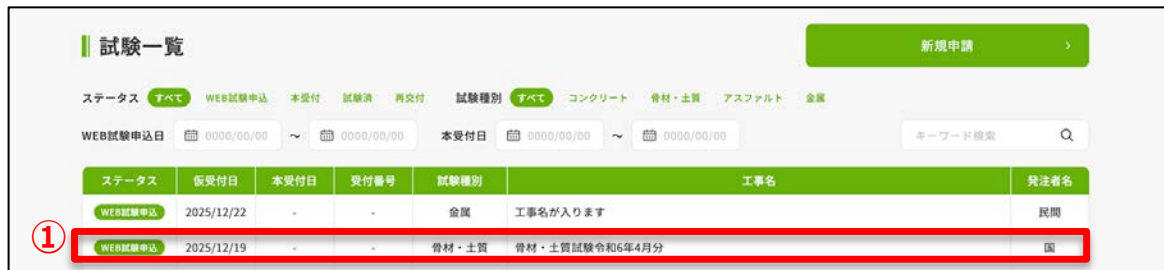 試験一覧
新規申請 >
ステータス すべて WEB試験申込 本受付 試験済 再交付 試験種別 すべて コンクリート 骨材・土質 アスファルト 金属
WEB試験申込日 0000/00/00 ~ 0000/00/00 本受付日 0000/00/00 ~ 0000/00/00 キーワード検索
ステータス 仮受付日 本受付日 受付番号 試験種別 工事名 発注者名
WEB試験申込 2025/12/22 - - 金属 工事名が入ります 民間
① WEB試験申込 2025/12/19 - - 骨材・土質 骨材・土質試験令和6年4月分 国